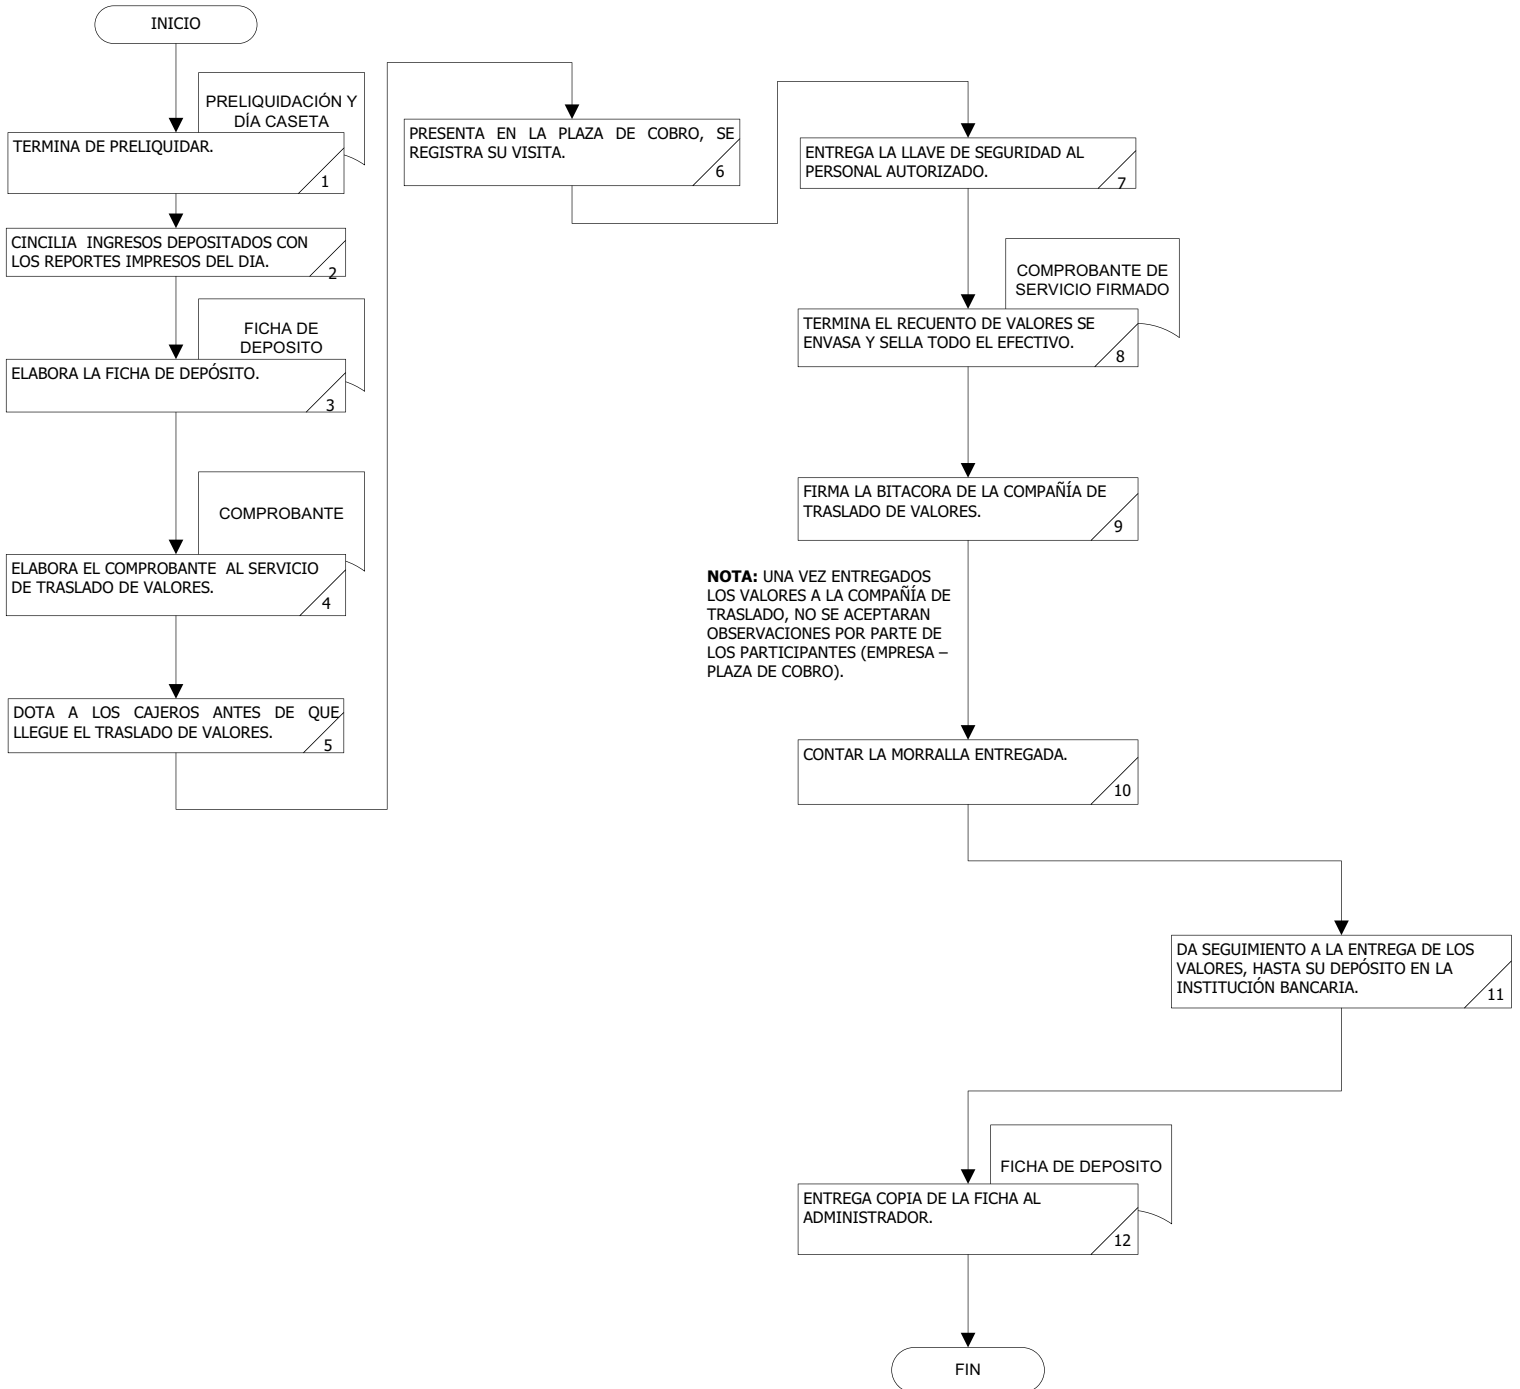 INICIO
PRELIQUIDACIÓN Y
DÍA CASETA
TERMINA DE PRELIQUIDAR.
1
CINCILIA INGRESOS DEPOSITADOS CON
LOS REPORTES IMPRESOS DEL DIA.
2
FICHA DE
DEPOSITO
ELABORA LA FICHA DE DEPÓSITO.
3
COMPROBANTE
ELABORA EL COMPROBANTE AL SERVICIO
DE TRASLADO DE VALORES.
4
DOTA A LOS CAJEROS ANTES DE QUE
LLEGUE EL TRASLADO DE VALORES.
5
PRESENTA EN LA PLAZA DE COBRO, SE
REGISTRA SU VISITA.
6
ENTREGA LA LLAVE DE SEGURIDAD AL
PERSONAL AUTORIZADO.
7
COMPROBANTE DE
SERVICIO FIRMADO
TERMINA EL RECUENTO DE VALORES SE
ENVASA Y SELLA TODO EL EFECTIVO.
8
FIRMA LA BITACORA DE LA COMPAÑÍA DE
TRASLADO DE VALORES.
9
NOTA: UNA VEZ ENTREGADOS
LOS VALORES A LA COMPAÑÍA DE
TRASLADO, NO SE ACEPTARAN
OBSERVACIONES POR PARTE DE
LOS PARTICIPANTES (EMPRESA –
PLAZA DE COBRO).
CONTAR LA MORRALLA ENTREGADA.
10
DA SEGUIMIENTO A LA ENTREGA DE LOS
VALORES, HASTA SU DEPÓSITO EN LA
INSTITUCIÓN BANCARIA.
11
FICHA DE DEPOSITO
ENTREGA COPIA DE LA FICHA AL
ADMINISTRADOR.
12
FIN